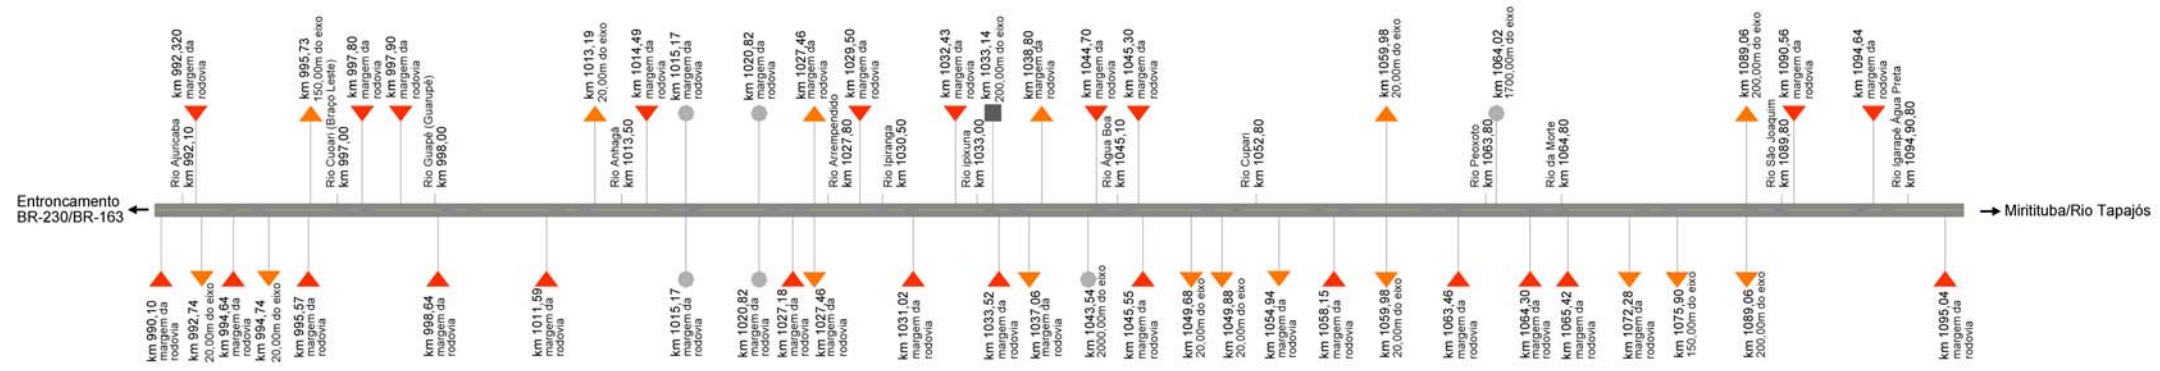 km 992,320
margem da
rodovia
km 995,73
150,00m do eixo
km 997,80
margem da
rodovia
km 997,90
margem da
rodovia
km 1013,19
20,00m do eixo
km 1014,49
margem da
rodovia
km 1015,17
margem da
rodovia
km 1020,82
margem da
rodovia
km 1027,46
margem da
rodovia
km 1029,50
margem da
rodovia
km 1032,43
margem da
rodovia
km 1033,14
200,00m do eixo
km 1038,80
margem da
rodovia
km 1044,70
margem da
rodovia
km 1045,30
margem da
rodovia
km 1059,98
20,00m do eixo
km 1064,02
1700,00m do eixo
km 1089,06
200,00m do eixo
km 1090,56
margem da
rodovia
km 1094,64
margem da
rodovia
Rio Ajuricaba
km 992,10
Rio Cuoari (Braço Leste)
km 997,00
Rio Guapé (Guarupé)
km 998,00
Rio Anhagá
km 1013,50
Rio Arrempendido
km 1027,80
Rio Ipiranga
km 1030,50
Rio ipixuna
km 1033,00
Rio Água Boa
km 1045,10
Rio Cupari
km 1052,80
Rio Peoxoto
km 1063,80
Rio da Morte
km 1064,80
Rio São Joaquim
km 1089,80
Igarapé Água Preta
km 1094,90,80
Entroncamento
BR-230/BR-163
Miritituba/Rio Tapajós
km 990,10
margem da
rodovia
km 992,74
20,00m do eixo
km 994,64
margem da
rodovia
km 994,74
20,00m do eixo
km 995,57
margem da
rodovia
km 998,64
margem da
rodovia
km 1011,59
margem da
rodovia
km 1015,17
margem da
rodovia
km 1020,82
margem da
rodovia
km 1027,18
margem da
rodovia
km 1027,46
margem da
rodovia
km 1031,02
margem da
rodovia
km 1033,52
margem da
rodovia
km 1037,06
margem da
rodovia
km 1043,54
2000,00m do eixo
km 1045,55
margem da
rodovia
km 1049,68
20,00m do eixo
km 1049,88
20,00m do eixo
km 1054,94
margem da
rodovia
km 1058,15
margem da
rodovia
km 1059,98
20,00m do eixo
km 1063,46
margem da
rodovia
km 1064,30
margem da
rodovia
km 1065,42
margem da
rodovia
km 1072,28
margem da
rodovia
km 1075,90
150,00m do eixo
km 1089,06
200,00m do eixo
km 1095,04
margem da
rodovia